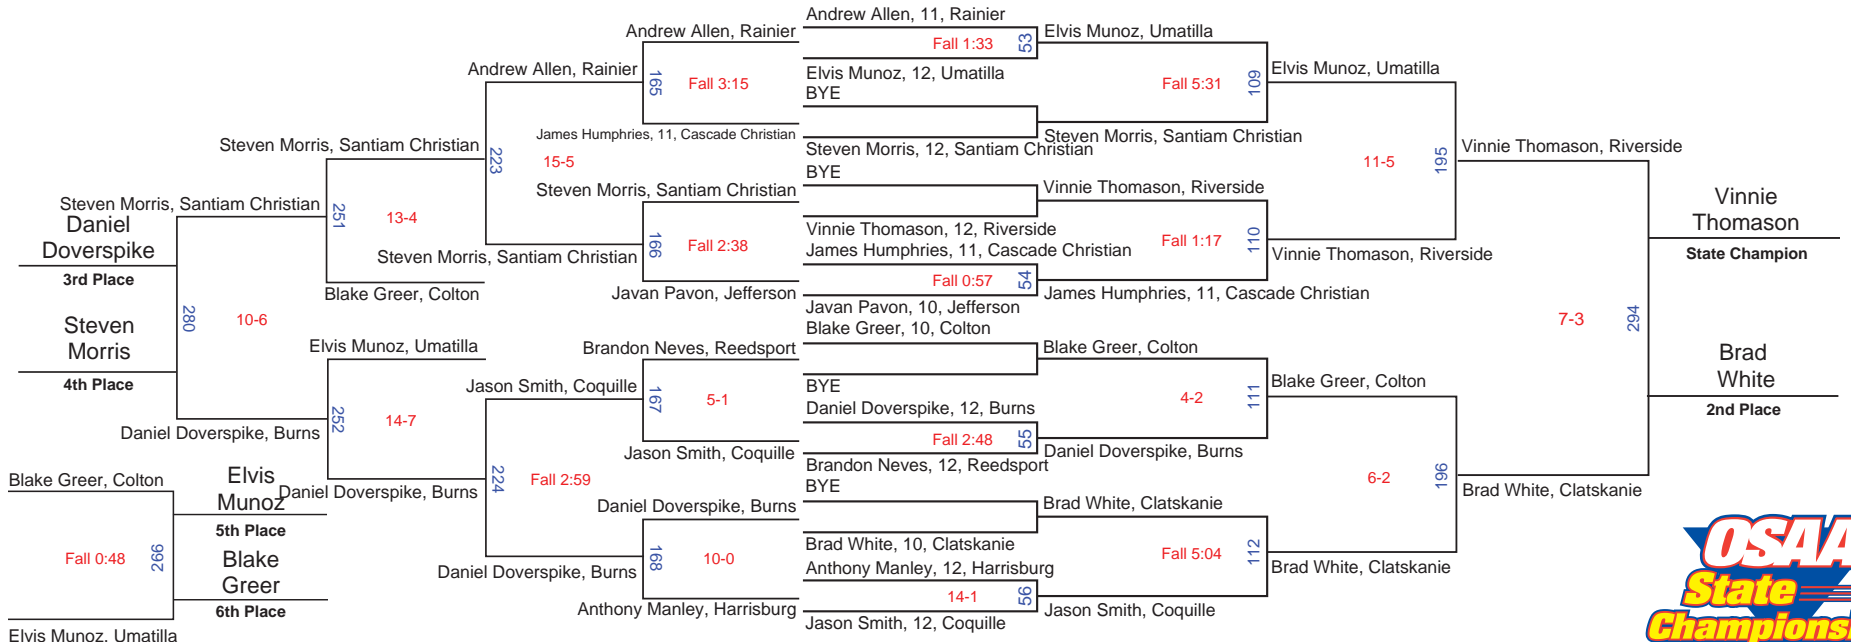 Andrew Allen, 11, Rainier
Fall 1:33
53
Elvis Munoz, 12, Umatilla
BYE
Steven Morris, 12, Santiam Christian
BYE
Vinnie Thomason, 12, Riverside
James Humphries, 11, Cascade Christian
Fall 0:57
54
Javan Pavon, 10, Jefferson
Blake Greer, 10, Colton
BYE
Daniel Doverspike, 12, Burns
Fall 2:48
55
Brandon Neves, 12, Reedsport
BYE
Brad White, 10, Clatskanie
Anthony Manley, 12, Harrisburg
14-1
56
Jason Smith, 12, Coquille
Elvis Munoz, Umatilla
Fall 5:31
109
Steven Morris, Santiam Christian
Vinnie Thomason, Riverside
Fall 1:17
110
James Humphries, 11, Cascade Christian
Blake Greer, Colton
4-2
111
Daniel Doverspike, Burns
Brad White, Clatskanie
Fall 5:04
112
Jason Smith, Coquille
Elvis Munoz, Umatilla
11-5
195
Vinnie Thomason, Riverside
Blake Greer, Colton
6-2
196
Brad White, Clatskanie
Vinnie Thomason, Riverside
7-3
294
Brad White, Clatskanie
Vinnie
Thomason
State Champion
Brad
White
2nd Place
Andrew Allen, Rainier
165
Fall 3:15
James Humphries, 11, Cascade Christian
Steven Morris, Santiam Christian
166
Fall 2:38
Javan Pavon, Jefferson
Brandon Neves, Reedsport
167
5-1
Jason Smith, Coquille
Daniel Doverspike, Burns
168
10-0
Anthony Manley, Harrisburg
Andrew Allen, Rainier
223
15-5
Steven Morris, Santiam Christian
Jason Smith, Coquille
224
Fall 2:59
Daniel Doverspike, Burns
Steven Morris, Santiam Christian
251
13-4
Blake Greer, Colton
Elvis Munoz, Umatilla
252
14-7
Daniel Doverspike, Burns
Steven Morris, Santiam Christian
280
10-6
Daniel Doverspike, Burns
Daniel
Doverspike
3rd Place
Steven
Morris
4th Place
Blake Greer, Colton
Fall 0:48
266
Elvis Munoz, Umatilla
Elvis
Munoz
5th Place
Blake
Greer
6th Place
OSAA
State